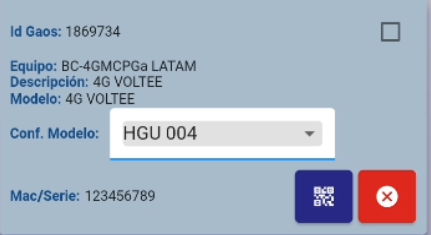 Id Gaos: 1869734
Equipo: BC-4GMCPGa LATAM
Descripción: 4G VOLTEE
Modelo: 4G VOLTEE
Conf. Modelo: HGU 004
Mac/Serie: 123456789